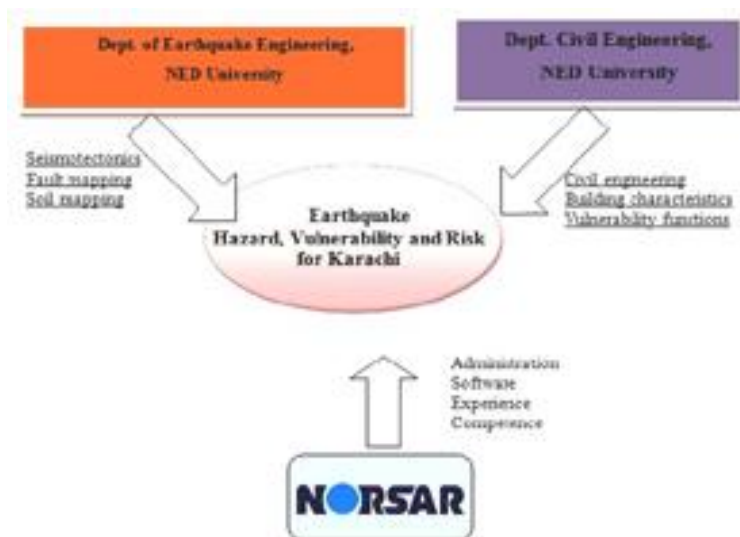 Dept. of Earthquake Engineering,
NED University
Dept. Civil Engineering,
NED University
Seismotectonics
Fault mapping
Soil mapping
Civil engineering
Building characteristics
Vulnerability functions
Earthquake
Hazard, Vulnerability and Risk
for Karachi
Administration
Software
Experience
Competence
NORSAR